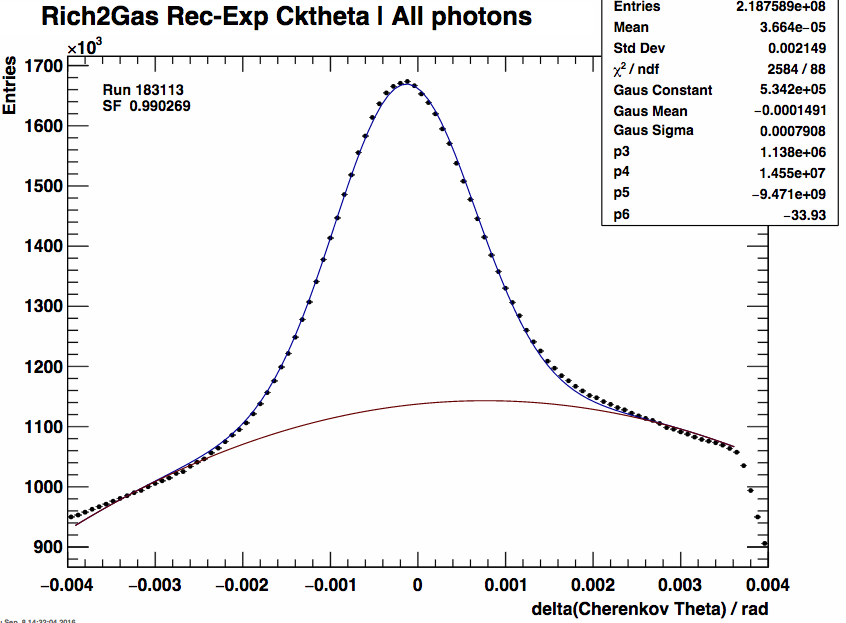 Rich2Gas Rec-Exp Cktheta | All photons
×10³
Entries
Run 183113
SF 0.990269
Entries 2.187589e+08
Mean 3.664e−05
Std Dev 0.002149
χ² / ndf 2584 / 88
Gaus Constant 5.342e+05
Gaus Mean −0.0001491
Gaus Sigma 0.0007908
p3 1.138e+06
p4 1.455e+07
p5 −9.471e+09
p6 −33.93
1700
1600
1500
1400
1300
1200
1100
1000
900
−0.004 −0.003 −0.002 −0.001 0 0.001 0.002 0.003 0.004
delta(Cherenkov Theta) / rad